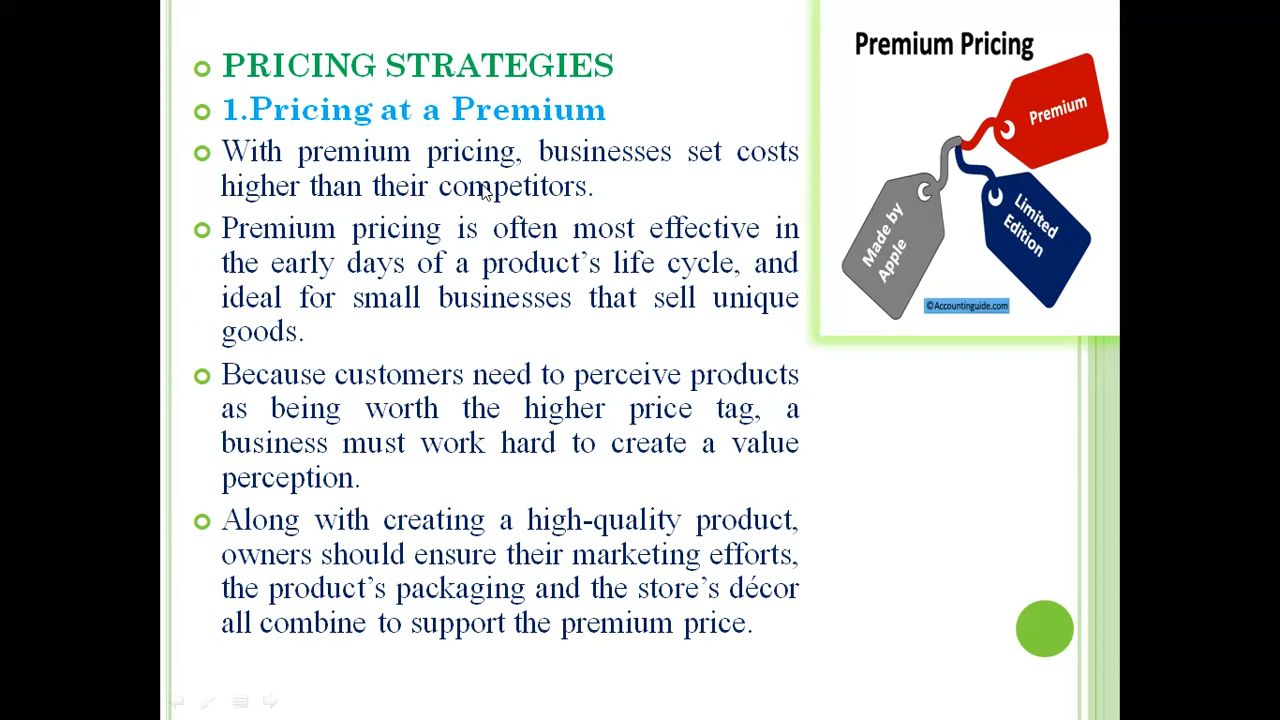 PRICING STRATEGIES
1.Pricing at a Premium
With premium pricing, businesses set costs
higher than their competitors.
Premium pricing is often most effective in
the early days of a product's life cycle, and
ideal for small businesses that sell unique
goods.
Because customers need to perceive products
as being worth the higher price tag, a
business must work hard to create a value
perception.
Along with creating a high-quality product,
owners should ensure their marketing efforts,
the product's packaging and the store's décor
all combine to support the premium price.
Premium Pricing
Premium
Made by
Apple
Limited
Edition
©Accountinguide.com